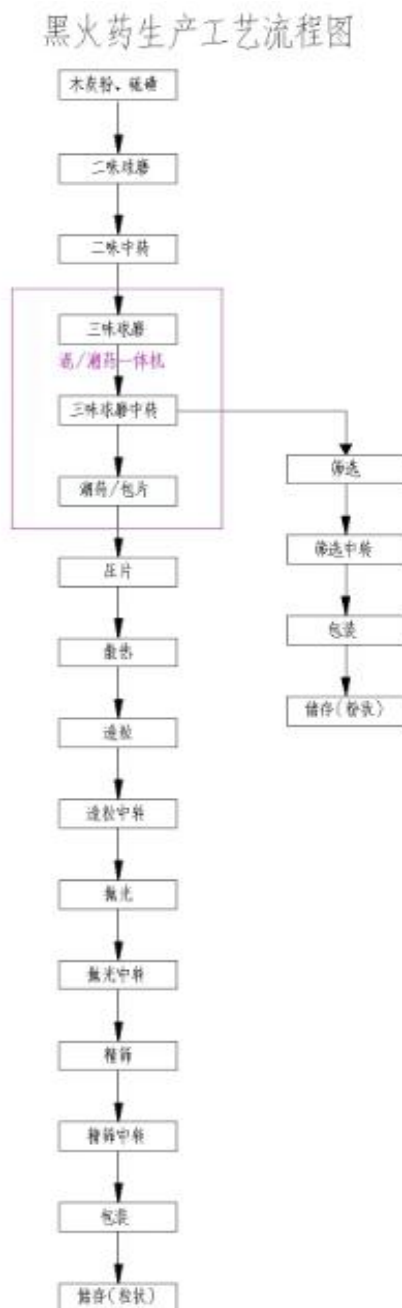 黑火药生产工艺流程图
木炭粉、硫磺
二味球磨
二味中转
三味球磨
混/潮药一体机
三味球磨中转
潮药/包片
压片
散热
造粒
造粒中转
抛光
抛光中转
精筛
精筛中转
包装
储存(粒状)
筛选
筛选中转
包装
储存(粉状)